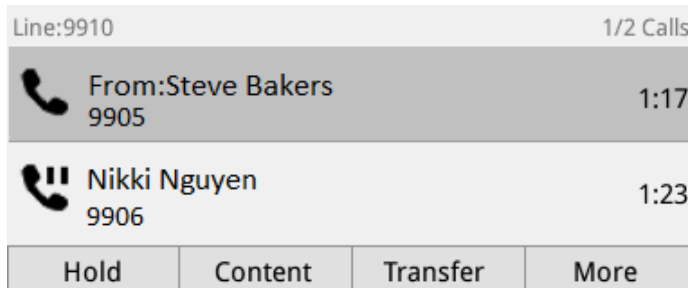 Line:9910 1/2 Calls
From:Steve Bakers
9905 1:17
Nikki Nguyen
9906 1:23
Hold Content Transfer More